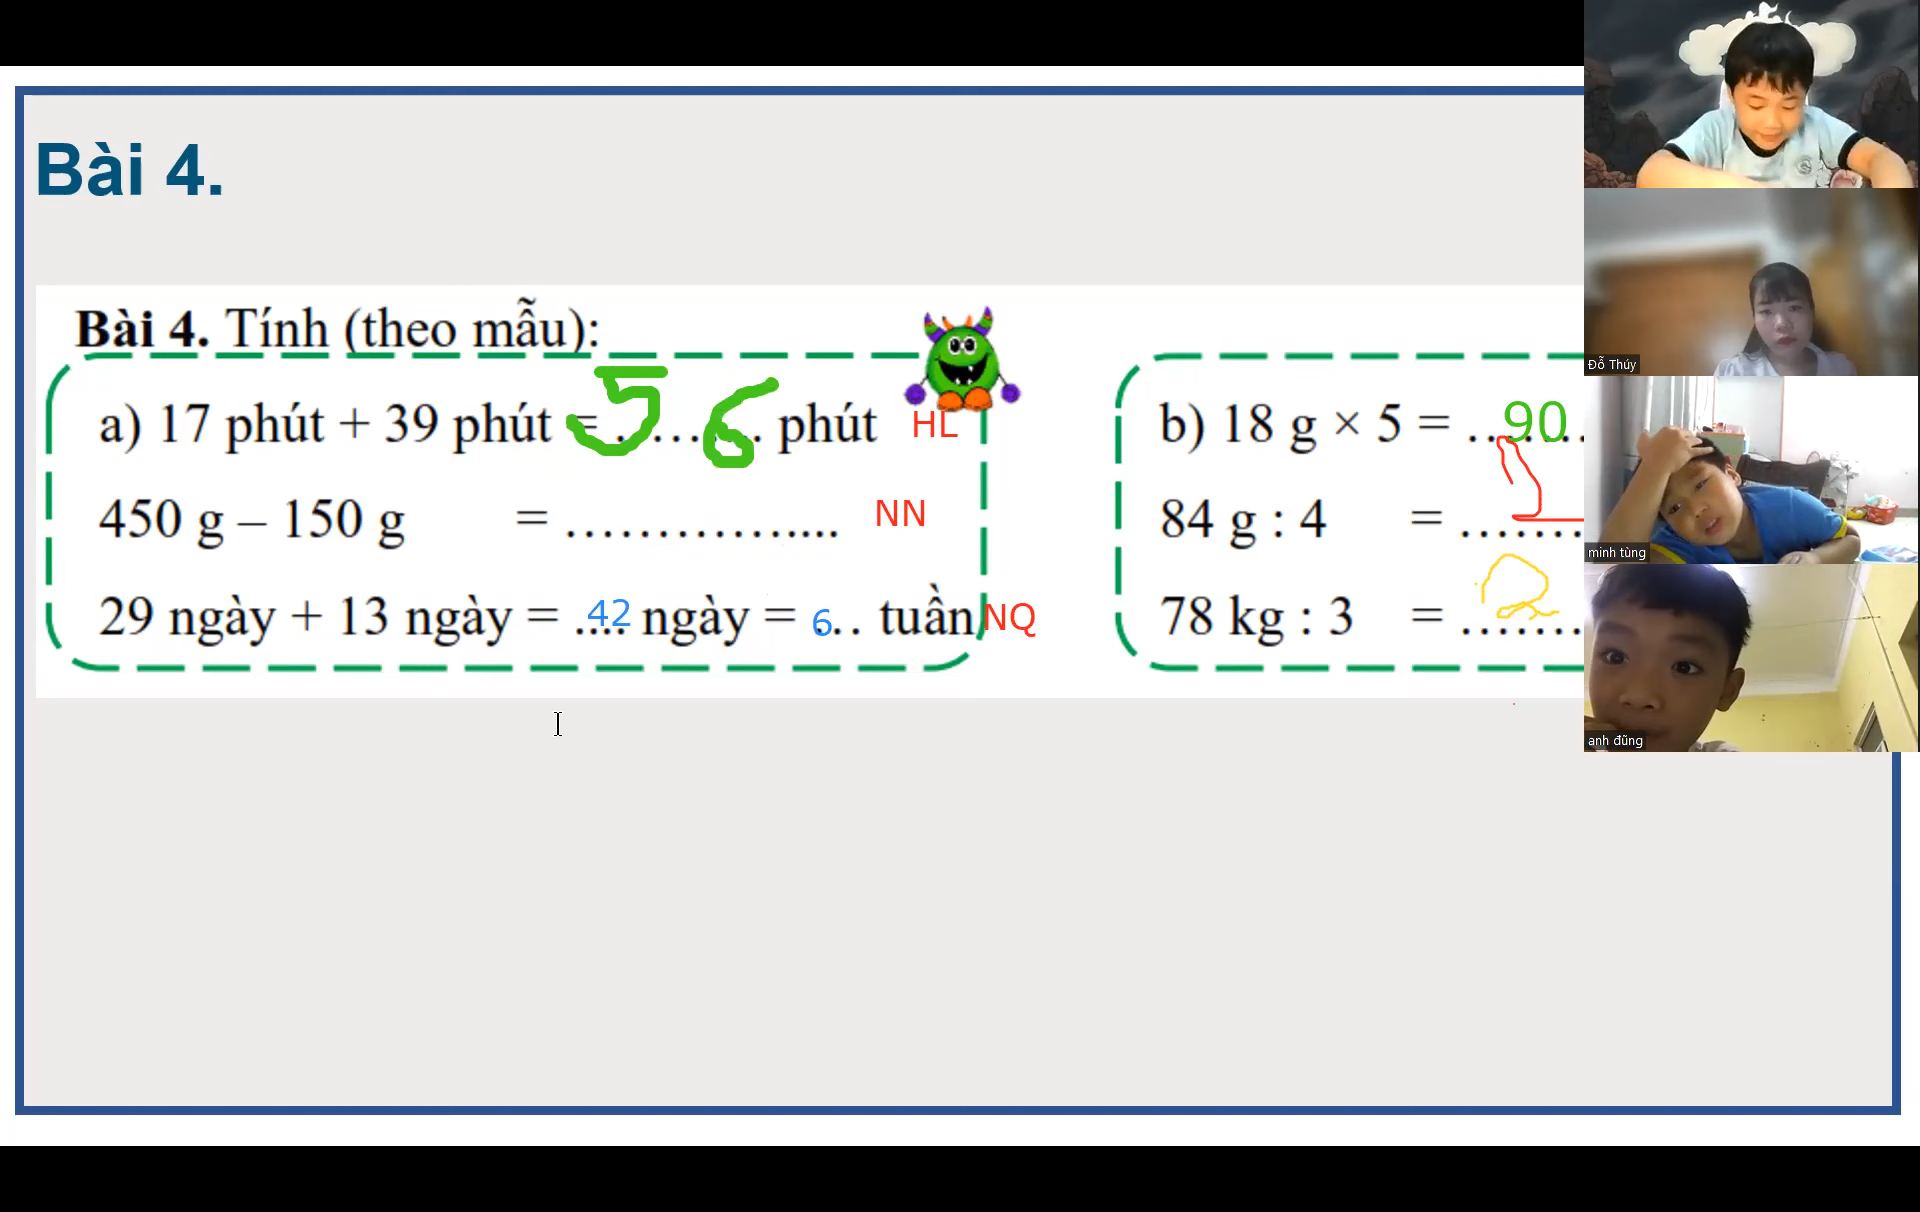 Bài 4.
Bài 4. Tính (theo mẫu):
a) 17 phút + 39 phút = 56 phút HL
450 g – 150 g = ................. NN
29 ngày + 13 ngày = 42 ngày = 6 tuần NQ
b) 18 g × 5 = ..90
84 g : 4 = .......
78 kg : 3 = ....... 2
Đỗ Thúy
minh tùng
anh đũng